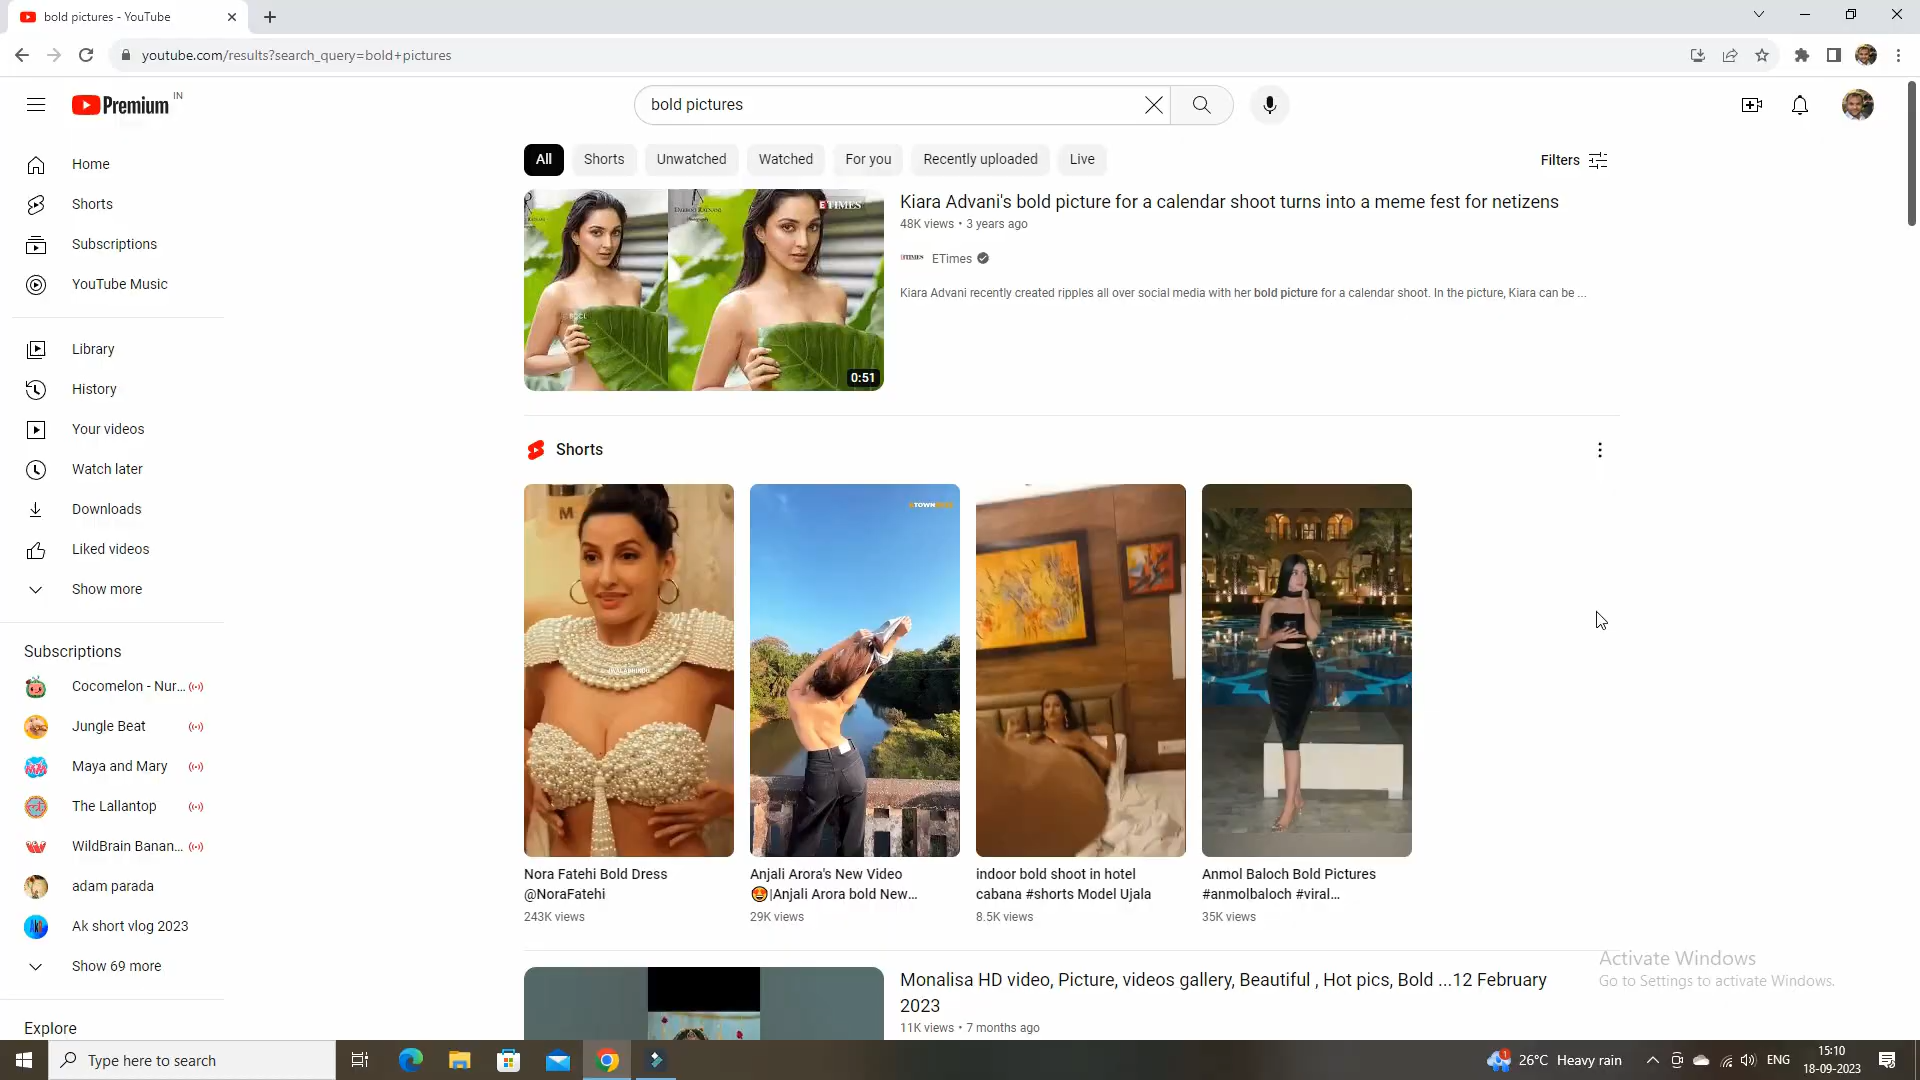 bold pictures - YouTube
youtube.com/results?search_query=bold+pictures
Premium IN
bold pictures
Home
Shorts
Subscriptions
YouTube Music
Library
History
Your videos
Watch later
Downloads
Liked videos
Show more
Subscriptions
Cocomelon - Nur...
Jungle Beat
Maya and Mary
The Lallantop
WildBrain Banan...
adam parada
Ak short vlog 2023
Show 69 more
Explore
All Shorts Unwatched Watched For you Recently uploaded Live Filters
ETIMES
0:51
Kiara Advani's bold picture for a calendar shoot turns into a meme fest for netizens
48K views • 3 years ago
ETIMES ETimes
Kiara Advani recently created ripples all over social media with her bold picture for a calendar shoot. In the picture, Kiara can be ...
Shorts
M
Nora Fatehi Bold Dress
@NoraFatehi
243K views
Anjali Arora's New Video
🤩|Anjali Arora bold New...
29K views
indoor bold shoot in hotel
cabana #shorts Model Ujala
8.5K views
Anmol Baloch Bold Pictures
#anmolbaloch #viral...
35K views
Monalisa HD video, Picture, videos gallery, Beautiful , Hot pics, Bold ...12 February
2023
11K views • 7 months ago
Activate Windows
Go to Settings to activate Windows.
Type here to search
1
26°C Heavy rain
ENG
15:10
18-09-2023